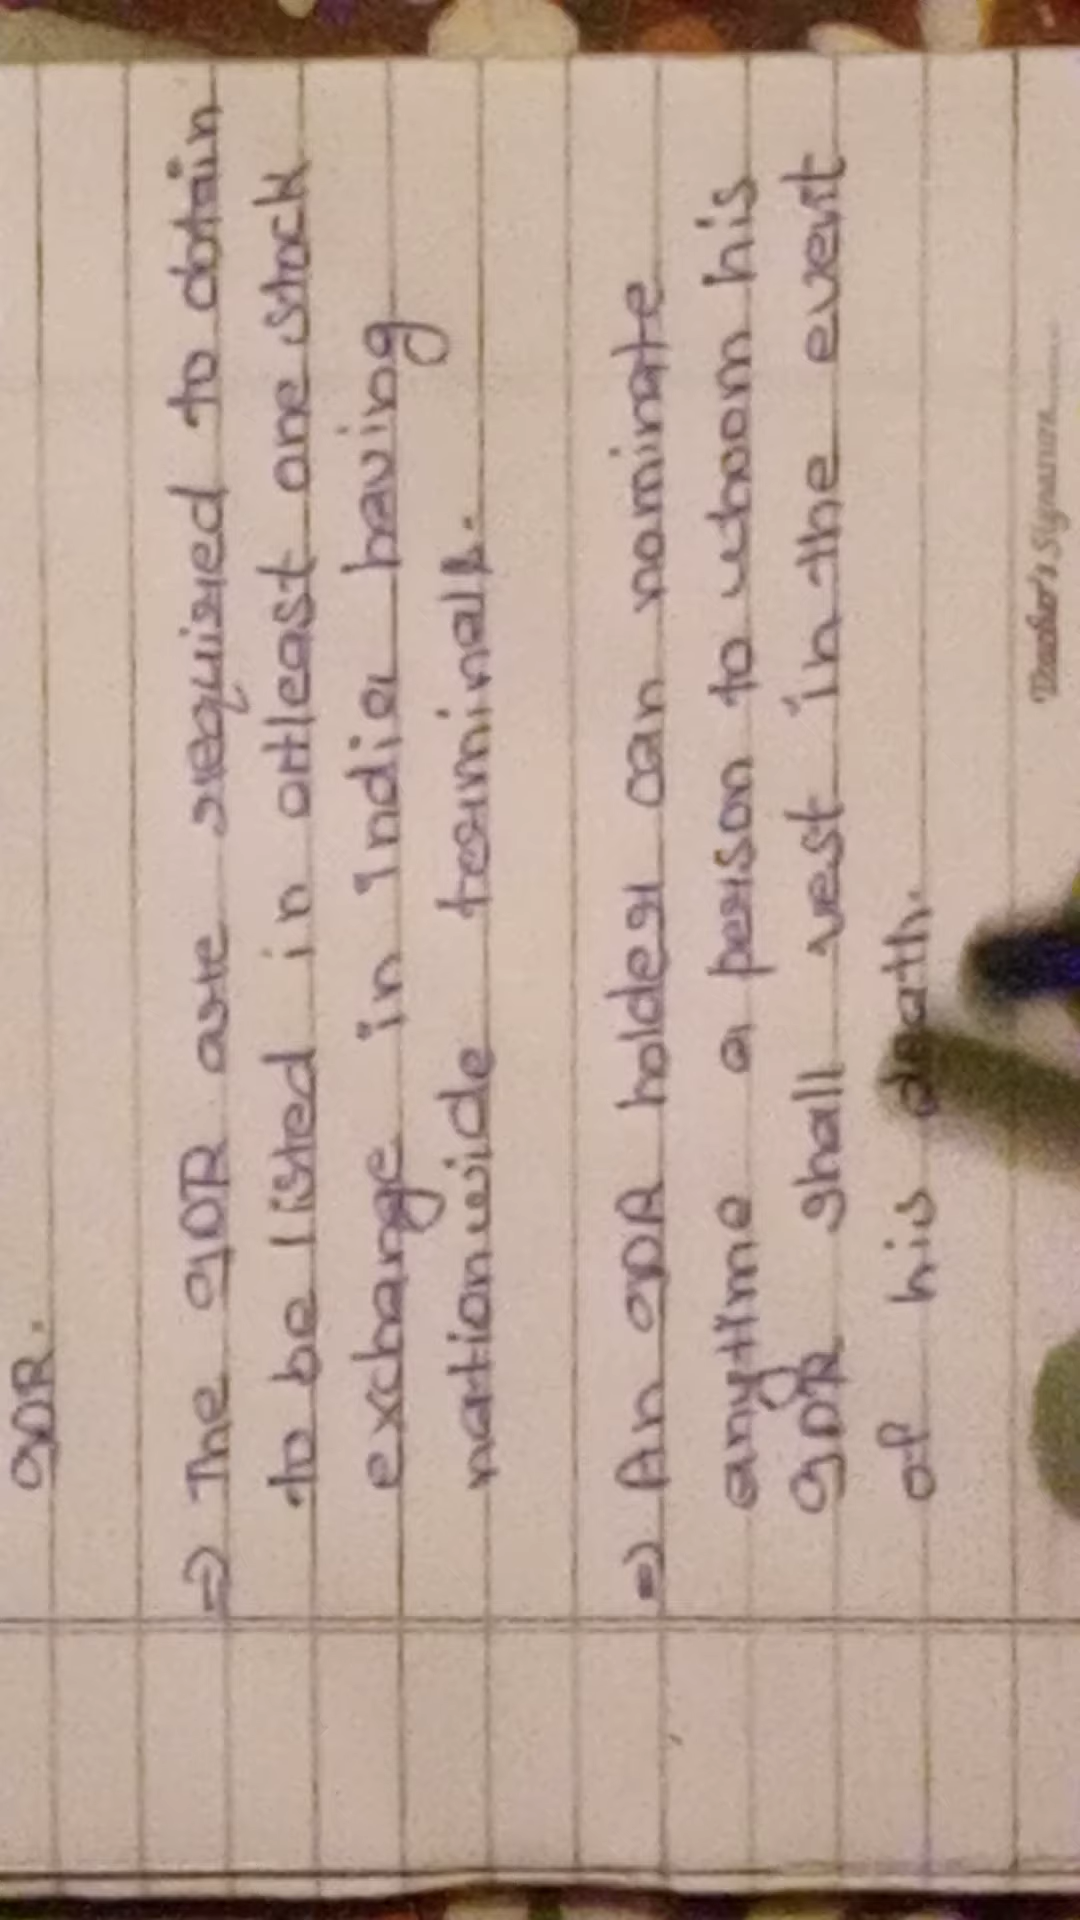 GDR.
⇒ The GDR are required to obtain
to be listed in atleast one stock
exchange in India having
nationwide terminals.
⇒ An GDR holder can nominate
anytime a person to whom his
GDR shall vest in the event
of his death.
Teacher's Signature